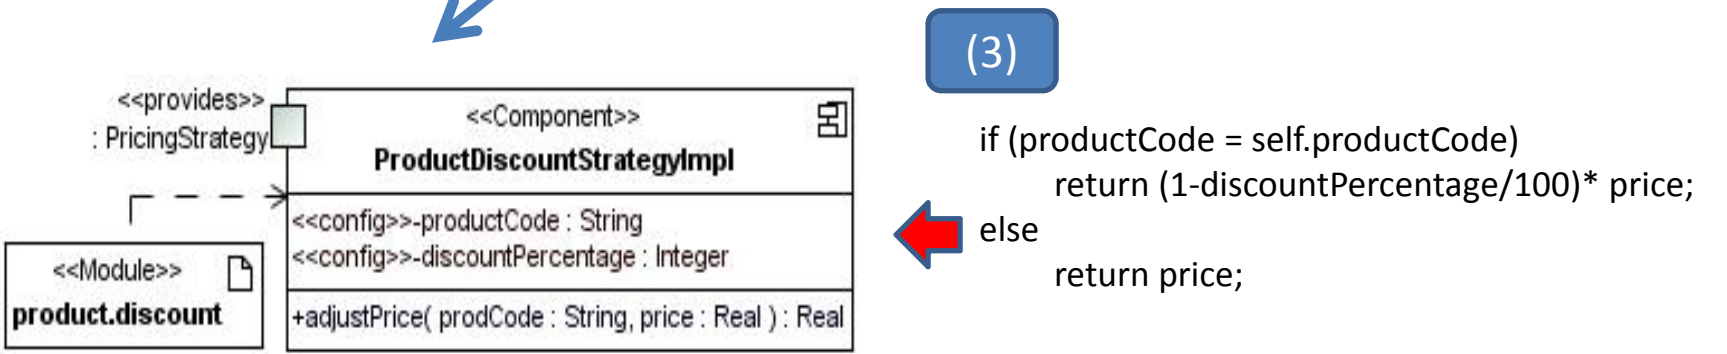 <<provides>>
: PricingStrategy
<<Component>>
ProductDiscountStrategyImpl
<<config>>-productCode : String
<<config>>-discountPercentage : Integer
+adjustPrice( prodCode : String, price : Real ) : Real
<<Module>>
product.discount
(3)
if (productCode = self.productCode)
return (1-discountPercentage/100)* price;
else
return price;